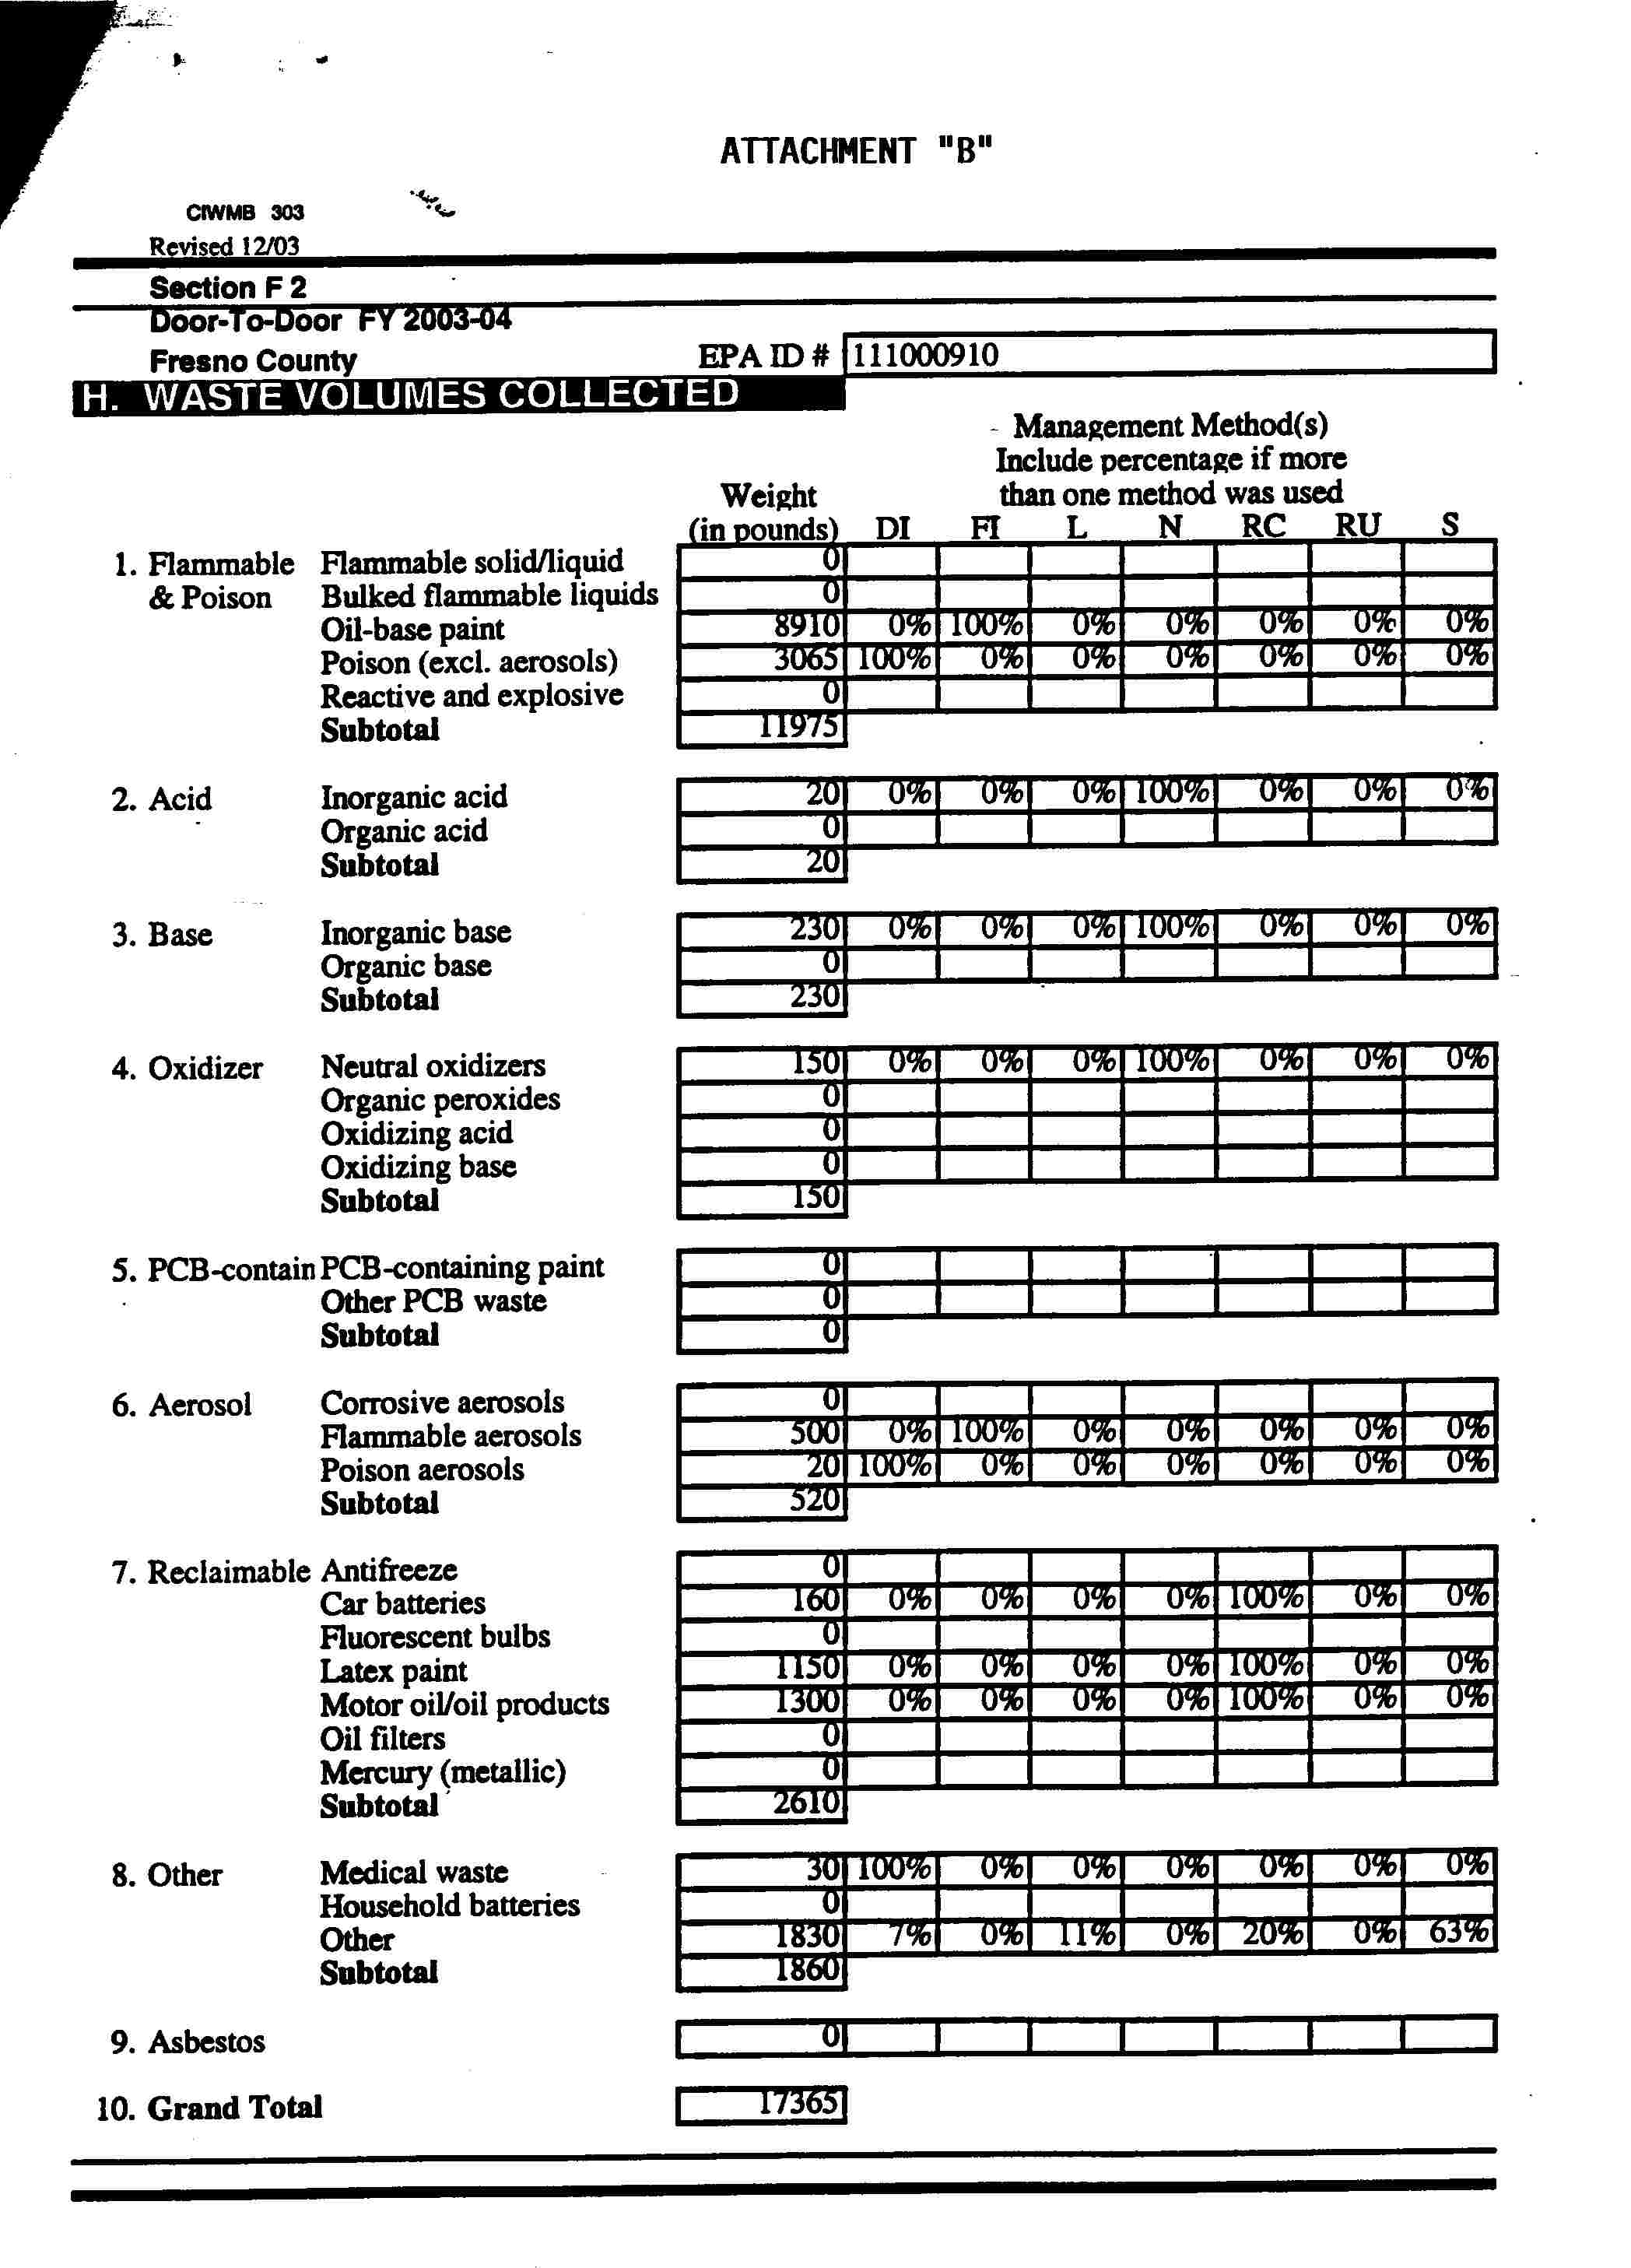 ATTACHMENT "B"
CIWMB 303
Revised 12/03
Section F 2
Door-To-Door FY 2003-04
Fresno County EPA ID # 111000910
H. WASTE VOLUMES COLLECTED
Management Method(s)
Include percentage if more
Weight than one method was used
(in pounds) DI FI L N RC RU S
1. Flammable Flammable solid/liquid 0
& Poison Bulked flammable liquids 0
Oil-base paint 8910 0% 100% 0% 0% 0% 0% 0%
Poison (excl. aerosols) 3065 100% 0% 0% 0% 0% 0% 0%
Reactive and explosive 0
Subtotal 11975
2. Acid Inorganic acid 20 0% 0% 0% 100% 0% 0% 0%
Organic acid 0
Subtotal 20
3. Base Inorganic base 230 0% 0% 0% 100% 0% 0% 0%
Organic base 0
Subtotal 230
4. Oxidizer Neutral oxidizers 150 0% 0% 0% 100% 0% 0% 0%
Organic peroxides 0
Oxidizing acid 0
Oxidizing base 0
Subtotal 150
5. PCB-contain PCB-containing paint 0
Other PCB waste 0
Subtotal 0
6. Aerosol Corrosive aerosols 0
Flammable aerosols 500 0% 100% 0% 0% 0% 0% 0%
Poison aerosols 20 100% 0% 0% 0% 0% 0% 0%
Subtotal 520
7. Reclaimable Antifreeze 0
Car batteries 160 0% 0% 0% 0% 100% 0% 0%
Fluorescent bulbs 0
Latex paint 1150 0% 0% 0% 0% 100% 0% 0%
Motor oil/oil products 1300 0% 0% 0% 0% 100% 0% 0%
Oil filters 0
Mercury (metallic) 0
Subtotal 2610
8. Other Medical waste 30 100% 0% 0% 0% 0% 0% 0%
Household batteries 0
Other 1830 7% 0% 11% 0% 20% 0% 63%
Subtotal 1860
9. Asbestos 0
10. Grand Total 17365